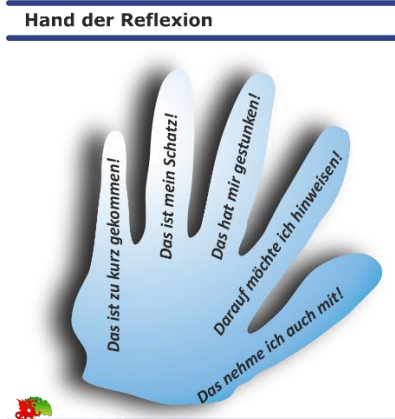 Hand der Reflexion
Das ist zu kurz gekommen!
Das ist mein Schatz!
Das hat mir gestunken!
Darauf möchte ich hinweisen!
Das nehme ich auch mit!